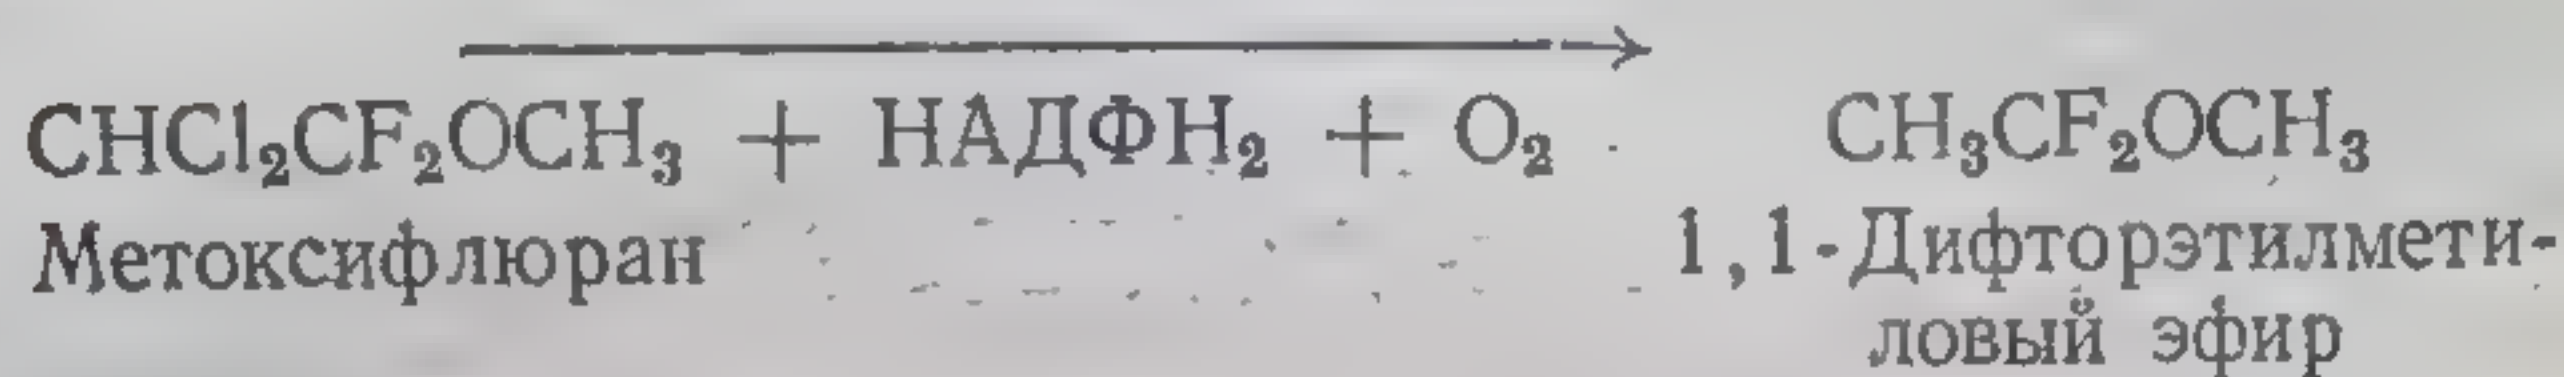 CHCl₂CF₂OCH₃ + НАДФН₂ + O₂ CH₃CF₂OCH₃
Метоксифлюран 1,1-Дифторэтилмети-
ловый эфир